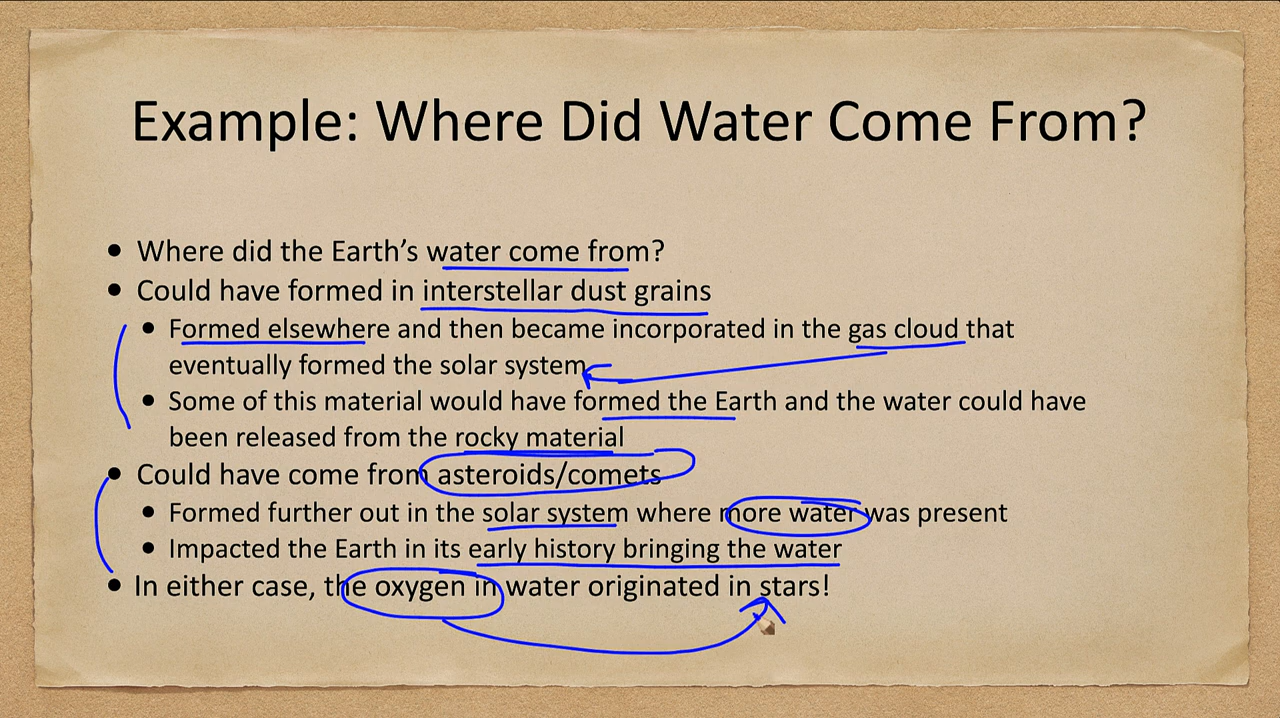 Example: Where Did Water Come From?
• Where did the Earth’s water come from?
• Could have formed in interstellar dust grains
• Formed elsewhere and then became incorporated in the gas cloud that
eventually formed the solar system
• Some of this material would have formed the Earth and the water could have
been released from the rocky material
• Could have come from asteroids/comets
• Formed further out in the solar system where more water was present
• Impacted the Earth in its early history bringing the water
• In either case, the oxygen in water originated in stars!